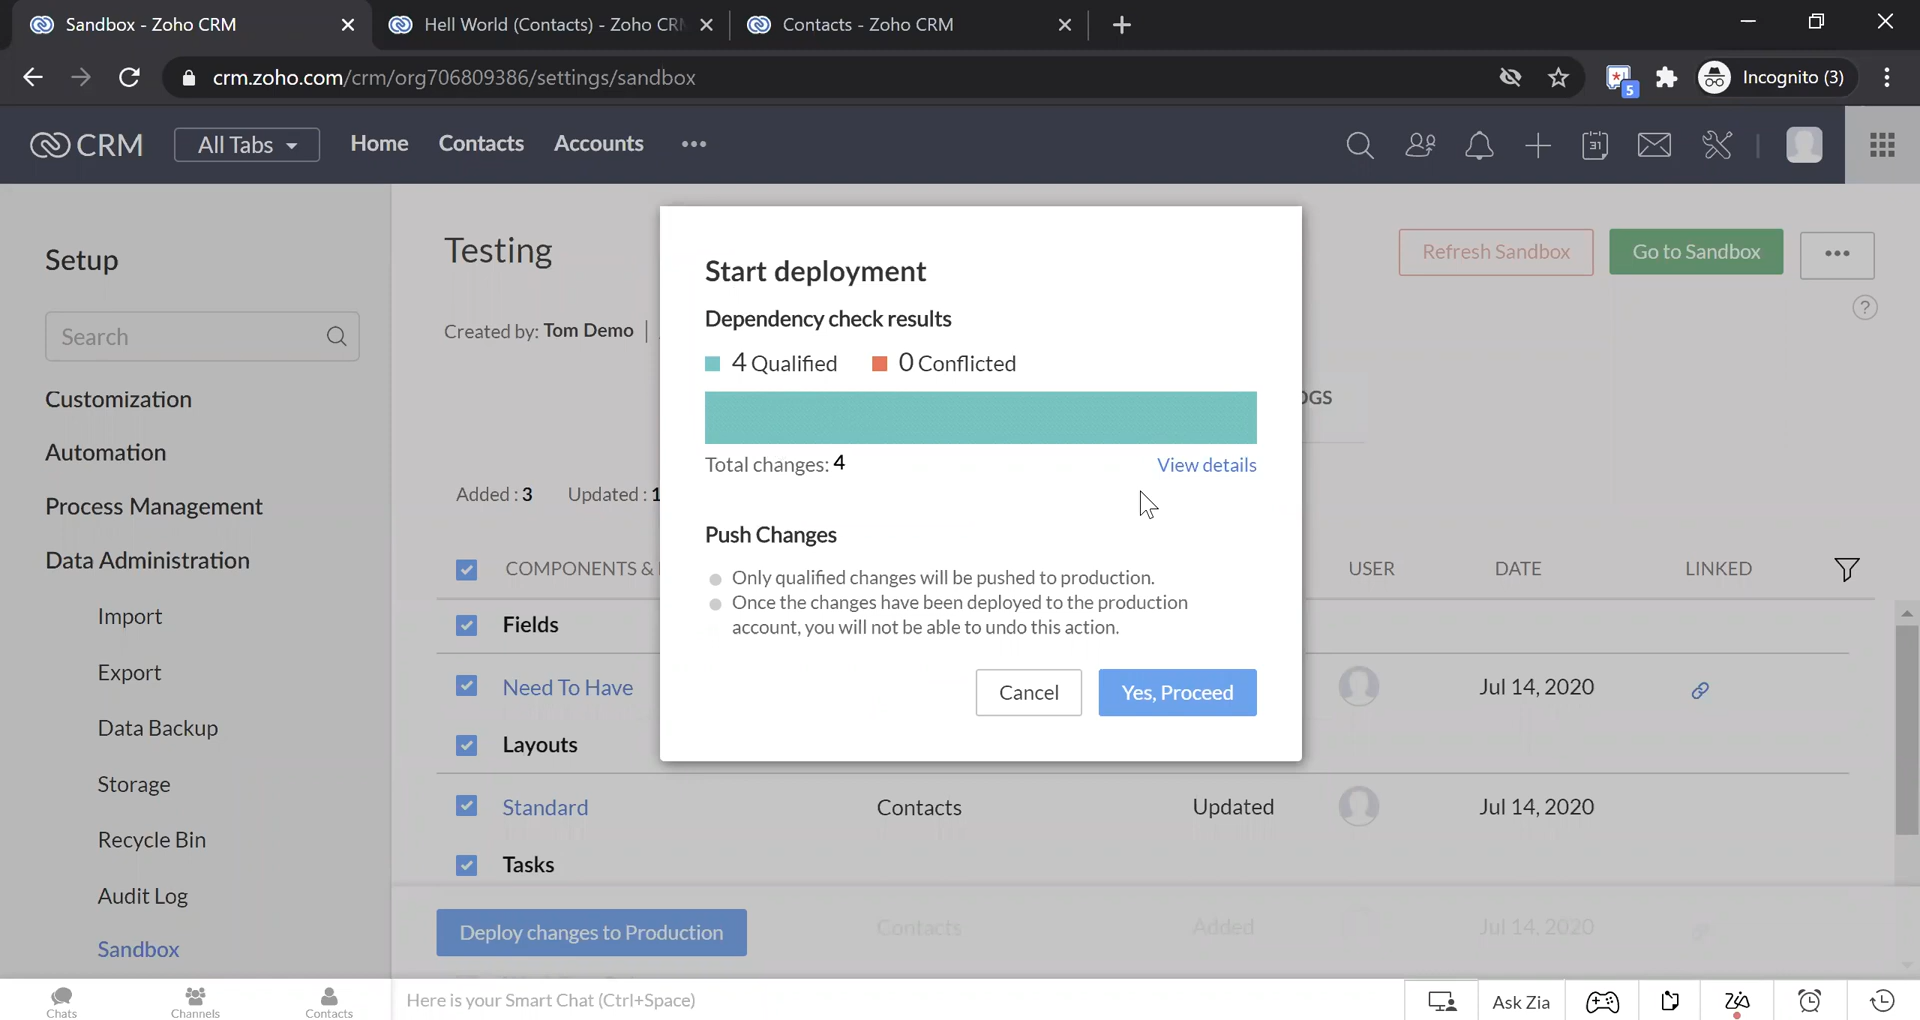 Sandbox - Zoho CRM
Hell World (Contacts) - Zoho CR
Contacts - Zoho CRM
crm.zoho.com/crm/org706809386/settings/sandbox
5
Incognito (3)
CRM
All Tabs
Home
Contacts
Accounts
31
Setup
Search
Customization
Automation
Process Management
Data Administration
Import
Export
Data Backup
Storage
Recycle Bin
Audit Log
Sandbox
Testing
Refresh Sandbox
Go to Sandbox
?
Created by: Tom Demo
OGS
Added : 3 Updated : 1
COMPONENTS &
USER DATE LINKED
Fields
Need To Have
Jul 14, 2020
Layouts
Standard Contacts Updated Jul 14, 2020
Tasks
Contacts Added Jul 14, 2020
Deploy changes to Production
Start deployment
Dependency check results
4 Qualified 0 Conflicted
Total changes: 4
View details
Push Changes
Only qualified changes will be pushed to production.
Once the changes have been deployed to the production
account, you will not be able to undo this action.
Cancel
Yes, Proceed
Chats
Channels
Contacts
Here is your Smart Chat (Ctrl+Space)
Ask Zia